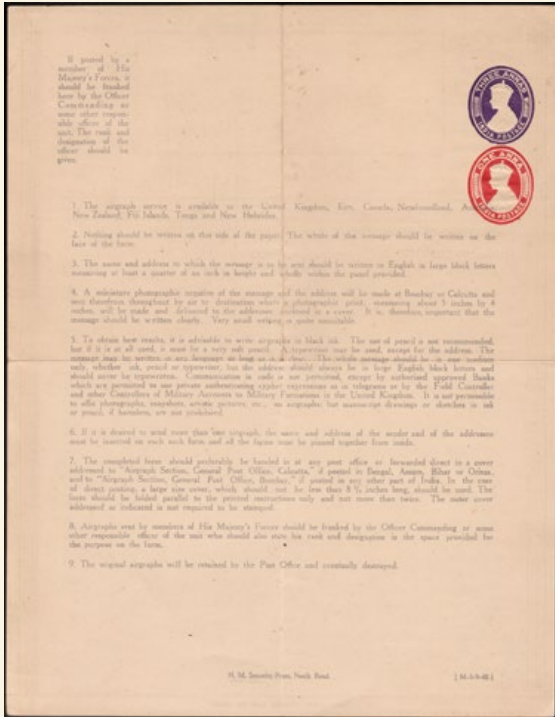 If posted by a
member of His
Majesty's Forces, it
should be franked
here by the Officer
Commanding or
some other respon-
sible officer of the
unit. The rank and
designation of the
officer should be
given.
THREE ANNAS
INDIA POSTAGE
ONE ANNA
INDIA POSTAGE
1. The airgraph service is available to the United Kingdom, Eire, Canada, Newfoundland,
New Zealand, Fiji Islands, Tonga and New Hebrides.
2. Nothing should be written on this side of the paper. The whole of the message should be written on the
face of the form.
3. The name and address to which the message is to be sent should be written in English in large block letters
measuring at least a quarter of an inch in height and wholly within the panel provided.
4. A miniature photographic negative of the message and the address will be made at Bombay or Calcutta and
sent therefrom throughout by air to destination where a photographic print, measuring about 5 inches by 4
inches, will be made and delivered to the addressee enclosed in a cover. It is, therefore, important that the
message should be written clearly. Very small writing is quite unsuitable.
5. To obtain best results, it is advisable to write airgraphs in black ink. The use of pencil is not recommended,
but if it is at all used, it must be a very soft pencil. A typewriter may be used, except for the address. The
message may be written in any language so long as it is clear. The whole message should be in one medium
only, whether ink, pencil or typewriter, but the address should always be in large English block letters and
should never be typewritten. Communication in code is not permitted, except by authorised approved Banks
which are permitted to use private authenticating cypher expressions as in telegrams or by the Field Controller
and other Controllers of Military Accounts to Military Formations in the United Kingdom. It is not permissible
to affix photographs, snapshots, artistic pictures, etc., on airgraphs, but manuscript drawings or sketches in ink
or pencil, if harmless, are not prohibited.
6. If it is desired to send more than one airgraph, the name and address of the sender and of the addressee
must be inserted on each such form and all the forms must be pinned together
7. The completed form should preferably be handed in at any post office or forwarded direct in a cover
addressed to "Airgraph Section, General Post Office, Calcutta," if posted in Bengal, Assam, Bihar or Orissa,
and to "Airgraph Section, General Post Office, Bombay," if posted in any other part of India. In the case
of direct posting, a large size cover, which should not be less than 8 ½ inches long, should be used. The
form should be folded parallel to the printed instructions only and not more than twice. The outer cover
addressed as indicated is not required to be stamped.
8. Airgraphs sent by members of His Majesty's Forces should be franked by the Officer Commanding or some
other responsible officer of the unit who should also state his rank and designation in the space provided for
the purpose on the form.
9. The original airgraphs will be retained by the Post Office and eventually destroyed.
Security Press, Nasik Road.